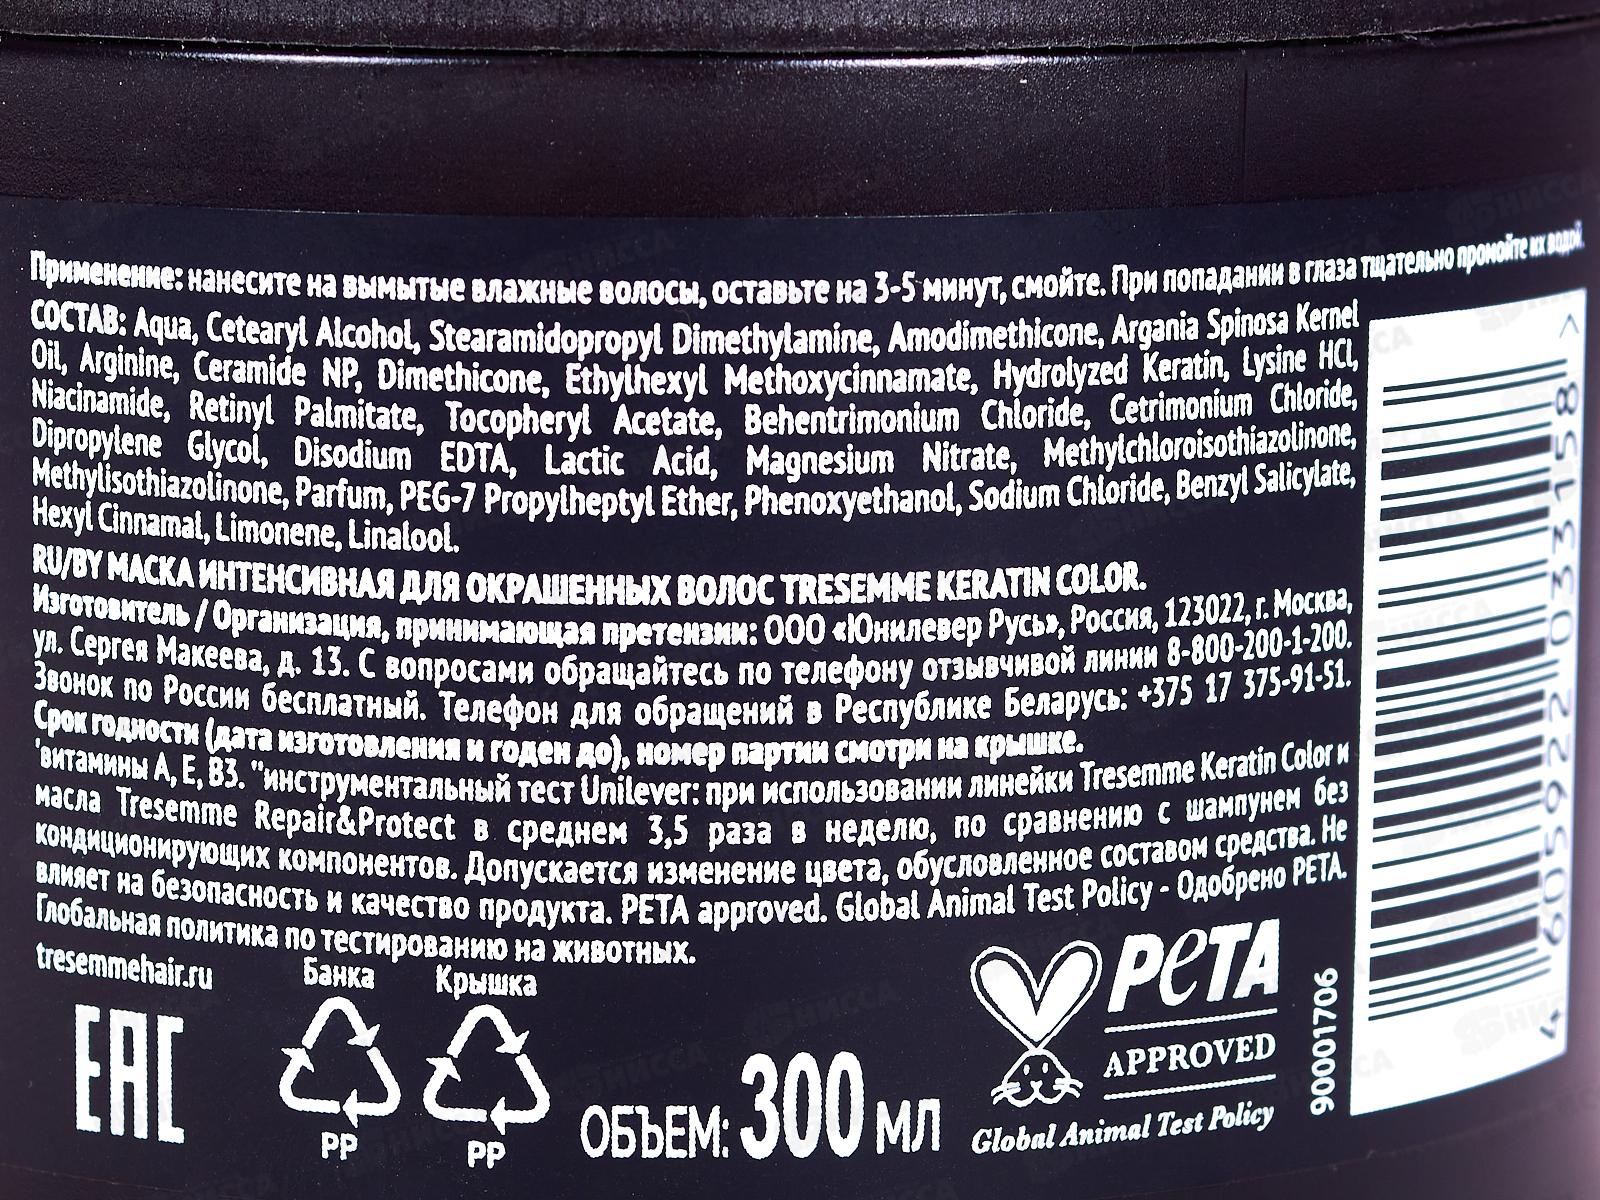 Применение: нанесите на вымытые влажные волосы, оставьте на 3-5 минут, смойте. При попадании в глаза тщательно промойте их водой.
СОСТАВ: Aqua, Cetearyl Alcohol, Stearamidopropyl Dimethylamine, Amodimethicone, Argania Spinosa Kernel
Oil, Arginine, Ceramide NP, Dimethicone, Ethylhexyl Methoxycinnamate, Hydrolyzed Keratin, Lysine HCl,
Niacinamide, Retinyl Palmitate, Tocopheryl Acetate, Behentrimonium Chloride, Cetrimonium Chloride,
Dipropylene Glycol, Disodium EDTA, Lactic Acid, Magnesium Nitrate, Methylchloroisothiazolinone,
Methylisothiazolinone, Parfum, PEG-7 Propylheptyl Ether, Phenoxyethanol, Sodium Chloride, Benzyl Salicylate,
Hexyl Cinnamal, Limonene, Linalool.
RU/BY МАСКА ИНТЕНСИВНАЯ ДЛЯ ОКРАШЕННЫХ ВОЛОС TRESEMME KERATIN COLOR.
Изготовитель / Организация, принимающая претензии: ООО «Юнилевер Русь», Россия, 123022, г. Москва,
ул. Сергея Макеева, д. 13. С вопросами обращайтесь по телефону отзывчивой линии 8-800-200-1-200.
Звонок по России бесплатный. Телефон для обращений в Республике Беларусь: +375 17 375-91-51.
Срок годности (дата изготовления и годен до), номер партии смотри на крышке.
'витамины А, Е, В3. "инструментальный тест Unilever: при использовании линейки Tresemme Keratin Color и
масла Tresemme Repair&Protect в среднем 3,5 раза в неделю, по сравнению с шампунем без
кондиционирующих компонентов. Допускается изменение цвета, обусловленное составом средства. Не
влияет на безопасность и качество продукта. PETA approved. Global Animal Test Policy - Одобрено PETA.
Глобальная политика по тестированию на животных.
tresemmehair.ru
Банка
Крышка
EAC
PP
PP
ОБЪЕМ: 300 МЛ
PETA
APPROVED
Global Animal Test Policy
90001706
4 605922 033158 >